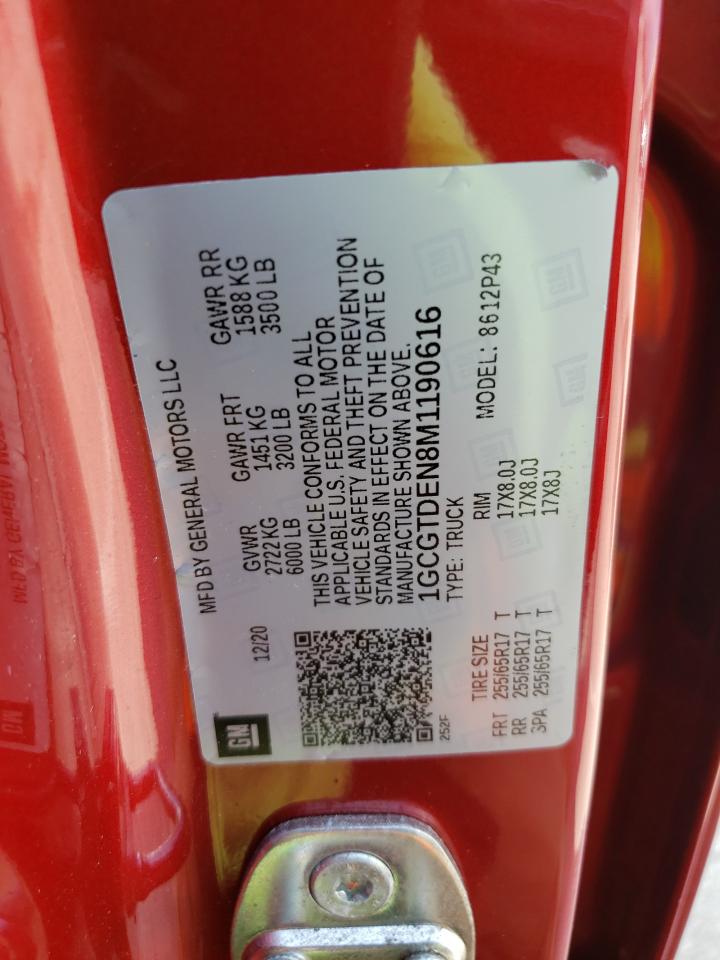 GM
MFD BY GENERAL MOTORS LLC
12/20
GVWR GAWR FRT GAWR RR
2722 KG 1451 KG 1588 KG
6000 LB 3200 LB 3500 LB
THIS VEHICLE CONFORMS TO ALL
APPLICABLE U.S. FEDERAL MOTOR
VEHICLE SAFETY AND THEFT PREVENTION
STANDARDS IN EFFECT ON THE DATE OF
MANUFACTURE SHOWN ABOVE.
1GCGTDEN8M1190616
252F
TYPE: TRUCK MODEL: 8612P43
TIRE SIZE RIM
FRT 255/65R17 T 17X8.0J
RR 255/65R17 T 17X8.0J
SPA 255/65R17 T 17X8J